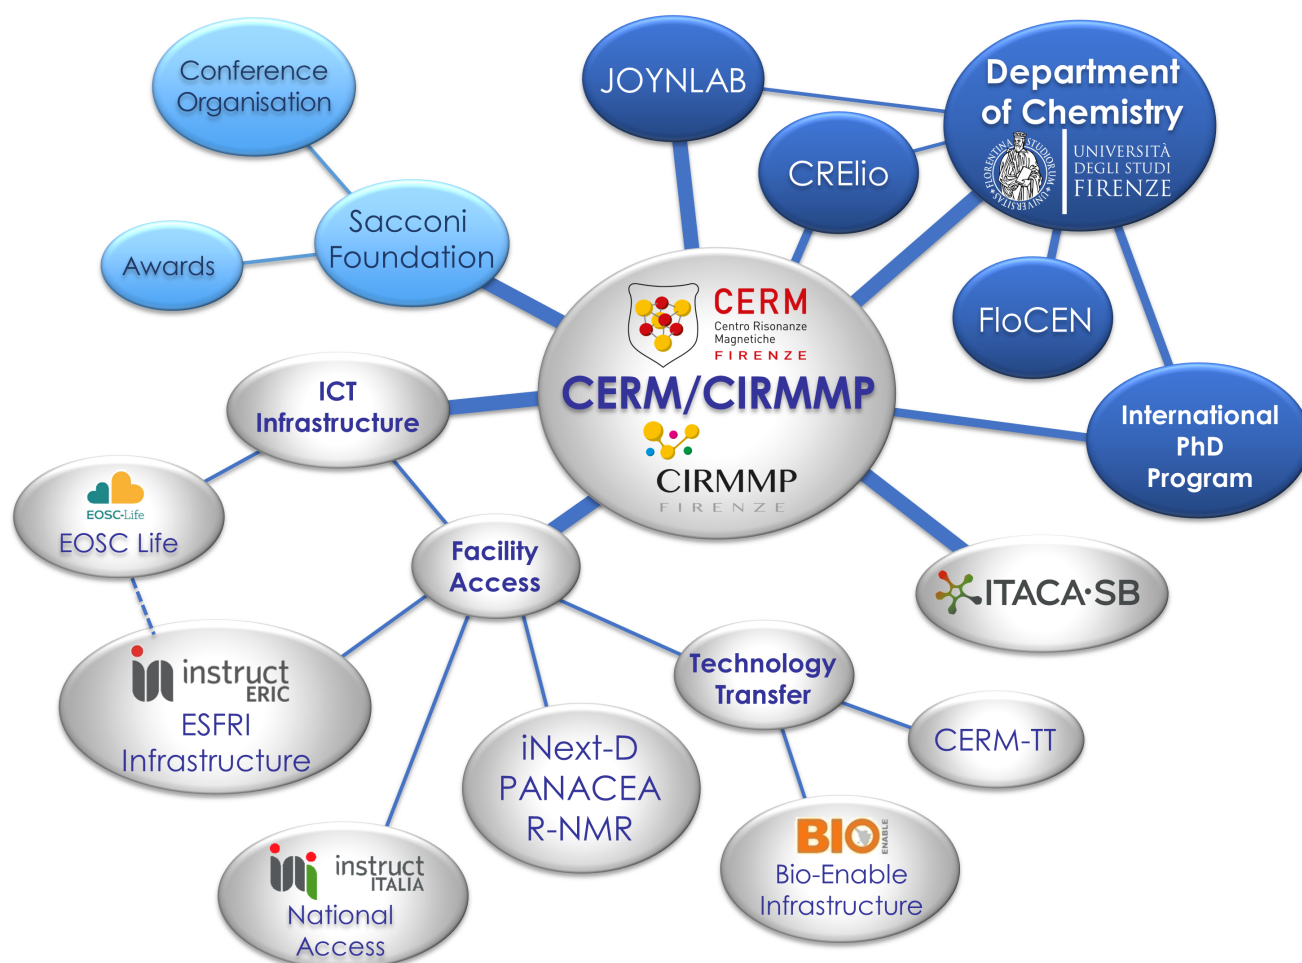 Conference
Organisation
Awards
Sacconi
Foundation
JOYNLAB
CRElio
Department
of Chemistry
FLORENTINA STUDIORUM UNIVERSITAS
UNIVERSITÀ
DEGLI STUDI
FIRENZE
FloCEN
International
PhD
Program
CERM
Centro Risonanze
Magnetiche
FIRENZE
CERM/CIRMMP
CIRMMP
FIRENZE
ICT
Infrastructure
EOSC-Life
EOSC Life
Facility
Access
ITACA·SB
instruct
ERIC
ESFRI
Infrastructure
Technology
Transfer
CERM-TT
iNext-D
PANACEA
R-NMR
BIO
ENABLE
Bio-Enable
Infrastructure
instruct
ITALIA
National
Access